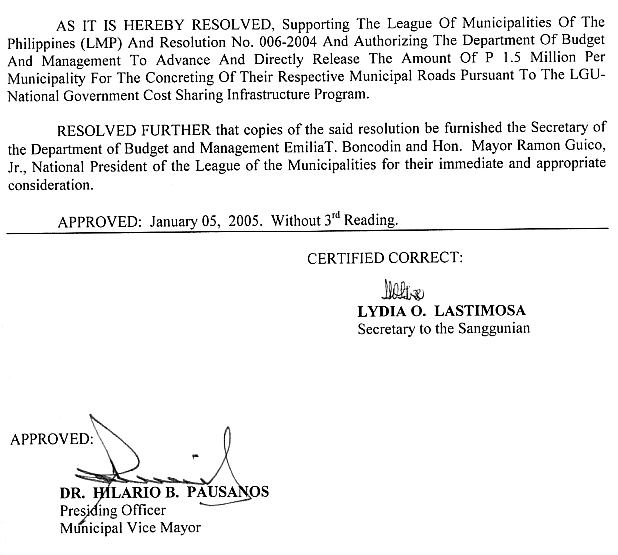 AS IT IS HEREBY RESOLVED, Supporting The League Of Municipalities Of The
Philippines (LMP) And Resolution No. 006-2004 And Authorizing The Department Of Budget
And Management To Advance And Directly Release The Amount Of P 1.5 Million Per
Municipality For The Concreting Of Their Respective Municipal Roads Pursuant To The LGU-
National Government Cost Sharing Infrastructure Program.
RESOLVED FURTHER that copies of the said resolution be furnished the Secretary of
the Department of Budget and Management EmiliaT. Boncodin and Hon. Mayor Ramon Guico,
Jr., National President of the League of the Municipalities for their immediate and appropriate
consideration.
APPROVED: January 05, 2005. Without 3rd Reading.
CERTIFIED CORRECT:
LYDIA O. LASTIMOSA
Secretary to the Sanggunian
APPROVED:
DR. HILARIO B. PAUSANOS
Presiding Officer
Municipal Vice Mayor